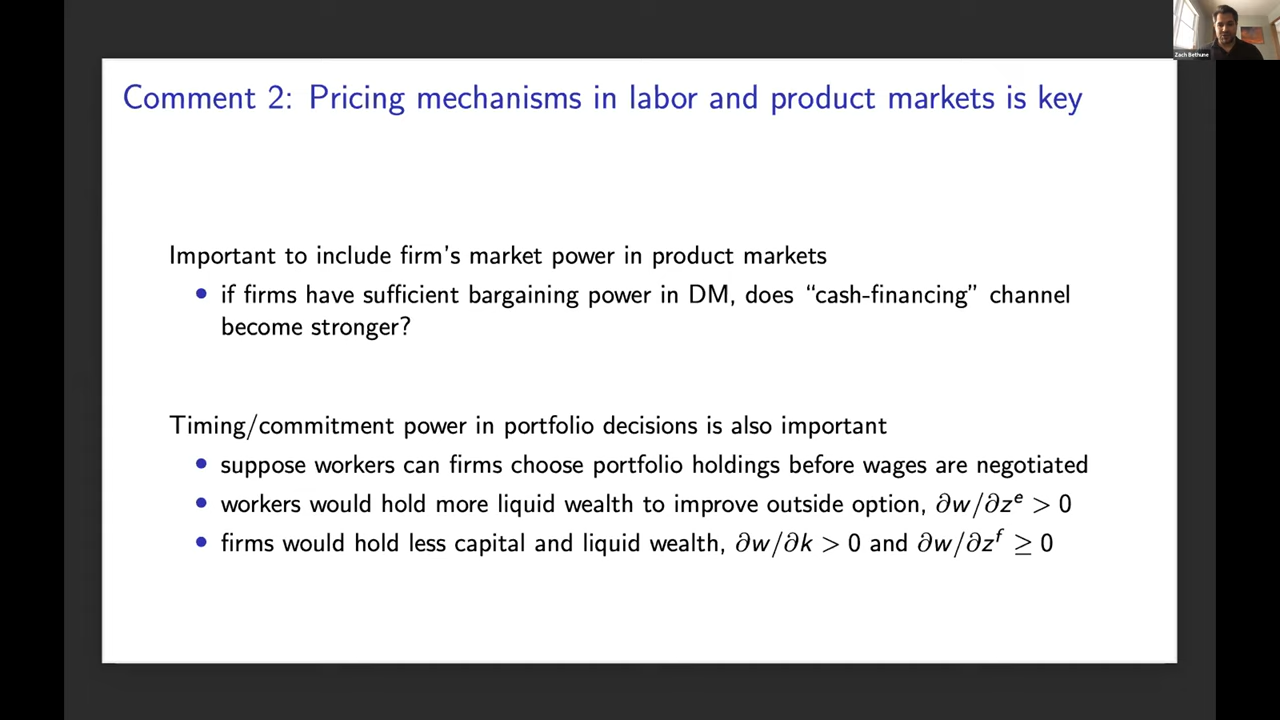 Zach Bethune
Comment 2: Pricing mechanisms in labor and product markets is key
Important to include firm's market power in product markets
• if firms have sufficient bargaining power in DM, does “cash-financing” channel
become stronger?
Timing/commitment power in portfolio decisions is also important
• suppose workers can firms choose portfolio holdings before wages are negotiated
• workers would hold more liquid wealth to improve outside option, ∂w/∂zᵉ > 0
• firms would hold less capital and liquid wealth, ∂w/∂k > 0 and ∂w/∂zᶠ ≥ 0